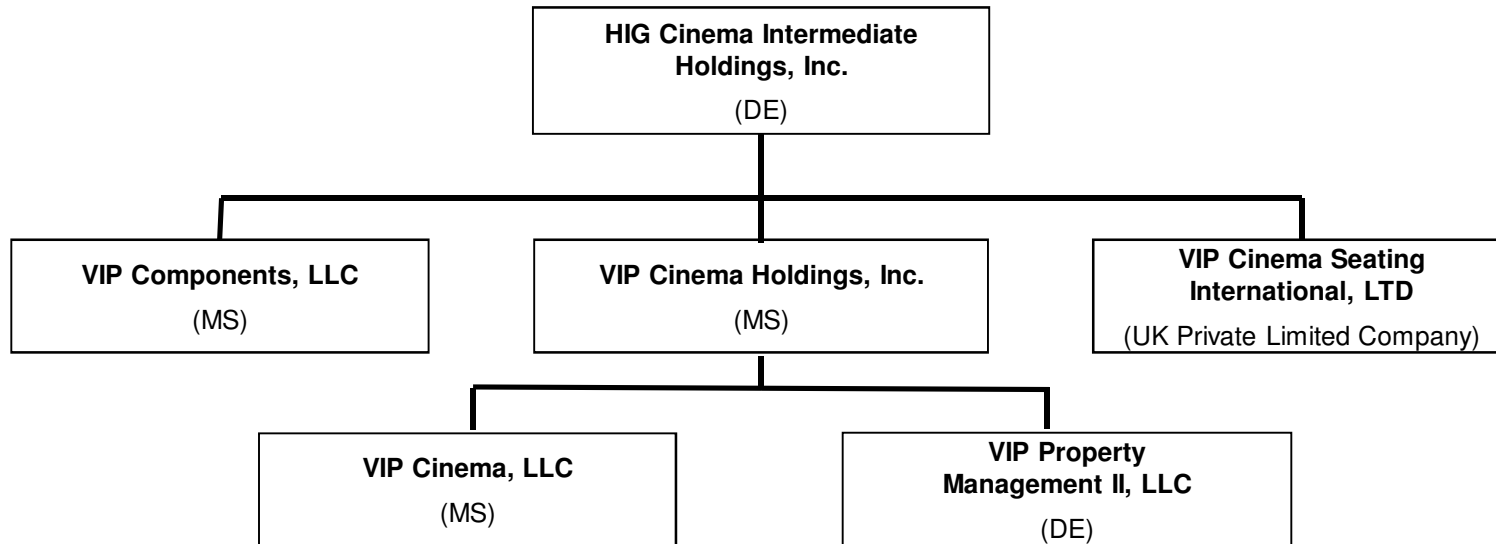 HIG Cinema Intermediate
Holdings, Inc.
(DE)
VIP Components, LLC
(MS)
VIP Cinema Holdings, Inc.
(MS)
VIP Cinema Seating
International, LTD
(UK Private Limited Company)
VIP Cinema, LLC
(MS)
VIP Property
Management II, LLC
(DE)